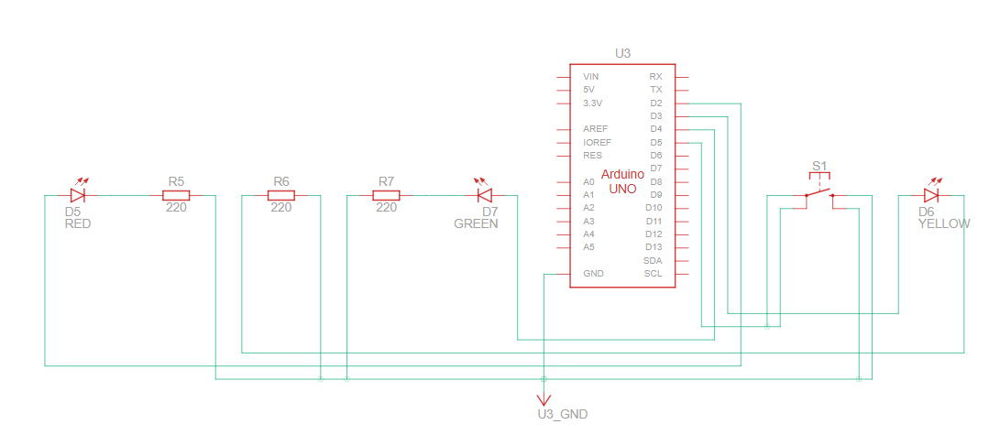 U3
VIN RX
5V TX
3.3V D2
D3
AREF D4
IOREF D5
RES D6
D7
Arduino
UNO
A0 D8
A1 D9
A2 D10
A3 D11
A4 D12
A5 D13
SDA
GND SCL
R5
220
D5
RED
R6
220
R7
220
D7
GREEN
S1
D6
YELLOW
U3_GND